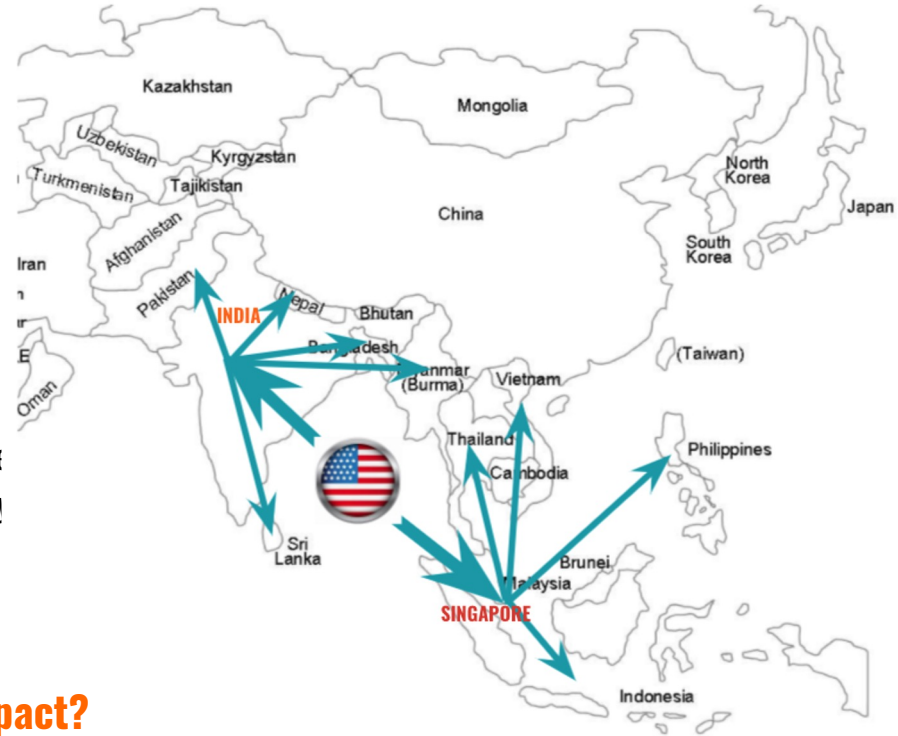 Kazakhstan
Mongolia
Uzbekistan
Kyrgyzstan
Turkmenistan
Tajikistan
North
Korea
China
Japan
Afghanistan
South
Korea
Iran
Pakistan
Nepal
INDIA
Bhutan
Bangladesh
(Taiwan)
Myanmar
(Burma)
Vietnam
Oman
Thailand
Philippines
Cambodia
Sri
Lanka
Brunei
Malaysia
SINGAPORE
Indonesia
pact?